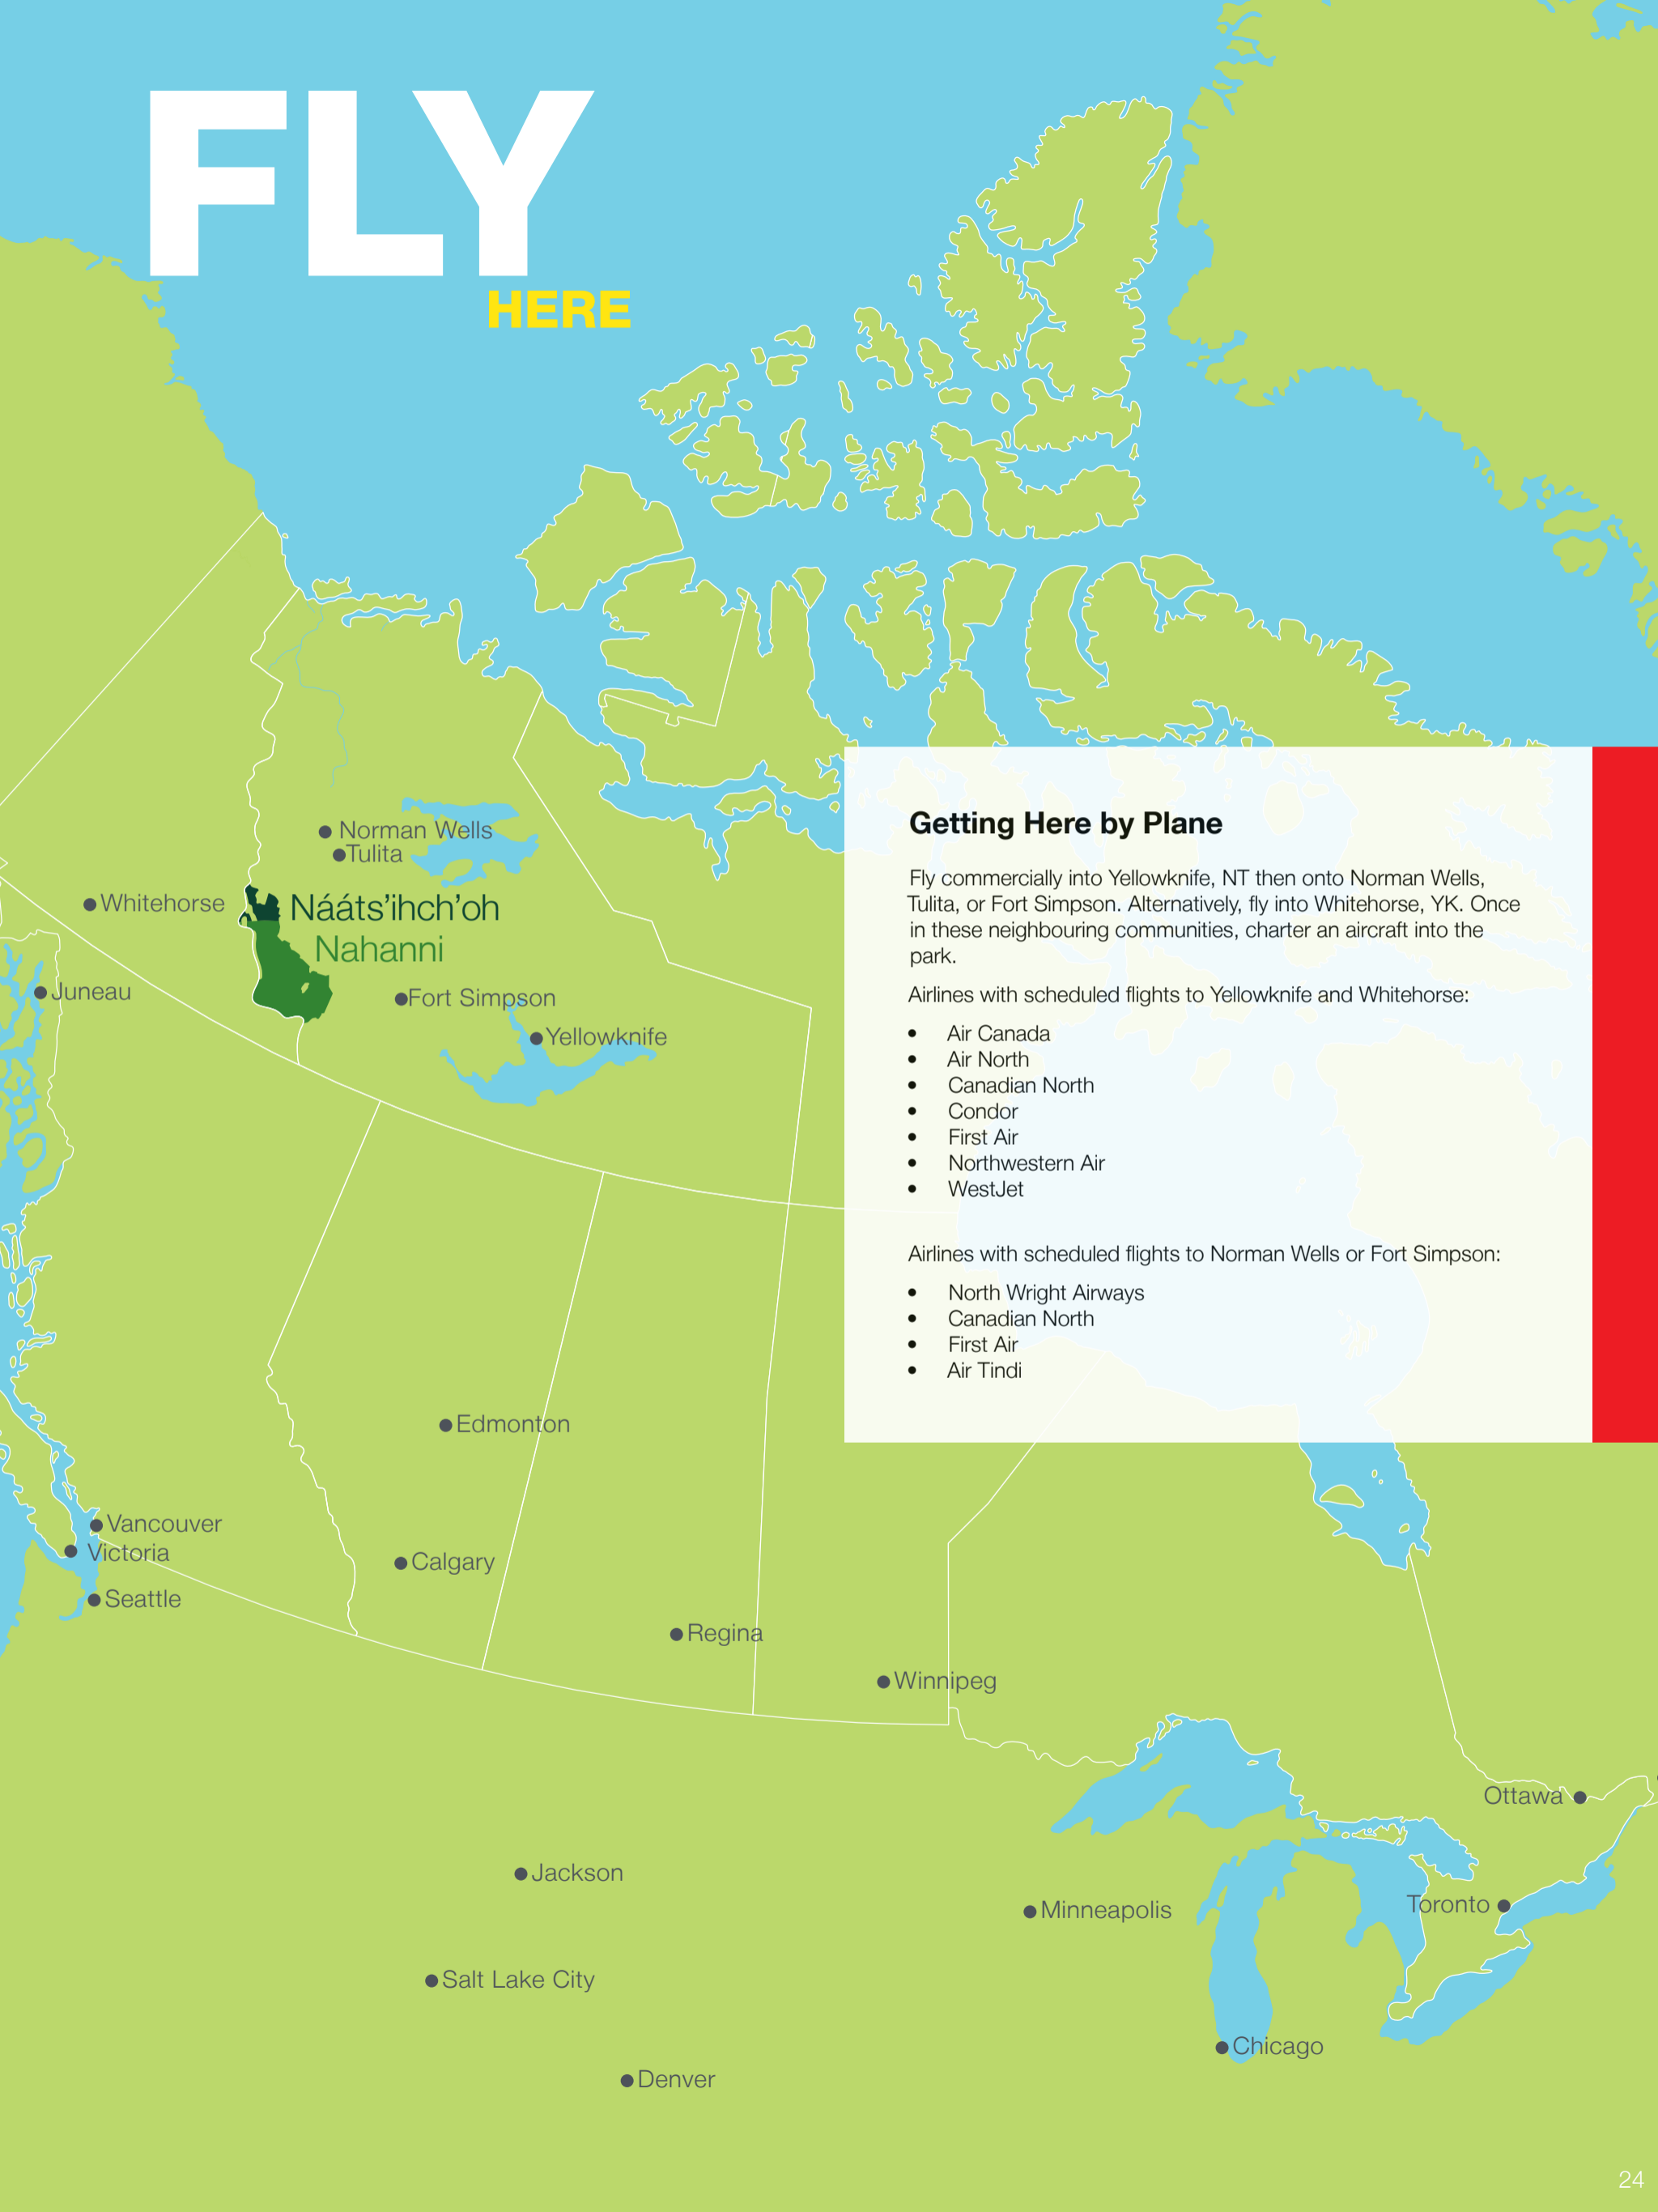 FLY
HERE
Norman Wells
Tulita
Whitehorse
Nááts’ihch’oh
Nahanni
Juneau
Fort Simpson
Yellowknife
Getting Here by Plane
Fly commercially into Yellowknife, NT then onto Norman Wells,
Tulita, or Fort Simpson. Alternatively, fly into Whitehorse, YK. Once
in these neighbouring communities, charter an aircraft into the
park.
Airlines with scheduled flights to Yellowknife and Whitehorse:
• Air Canada
• Air North
• Canadian North
• Condor
• First Air
• Northwestern Air
• WestJet
Airlines with scheduled flights to Norman Wells or Fort Simpson:
• North Wright Airways
• Canadian North
• First Air
• Air Tindi
Edmonton
Vancouver
Victoria
Calgary
Seattle
Regina
Winnipeg
Ottawa
Jackson
Minneapolis
Toronto
Salt Lake City
Chicago
Denver
24